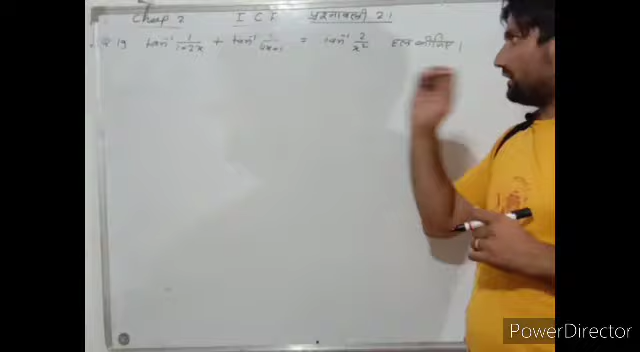 Chap 2 I C F प्रश्नावली 2.1
प्र 19 tan⁻¹ 1/1+2x + tan⁻¹ 1/4x+1 = tan⁻¹ 2/x² हल कीजिए।
PowerDirector